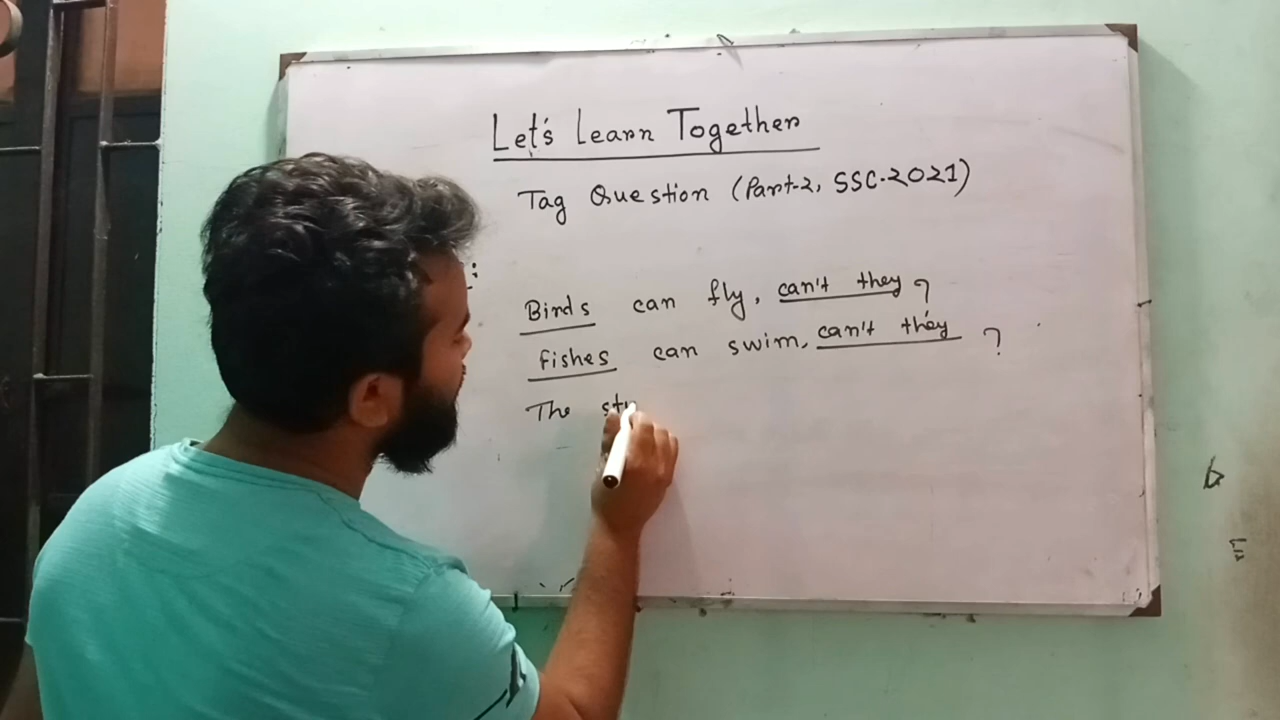 Let's Learn Together
Tag Question (Part-2, SSC-2021)
:
Birds can fly, can't they ?
Fishes can swim, can't they ?
The stu